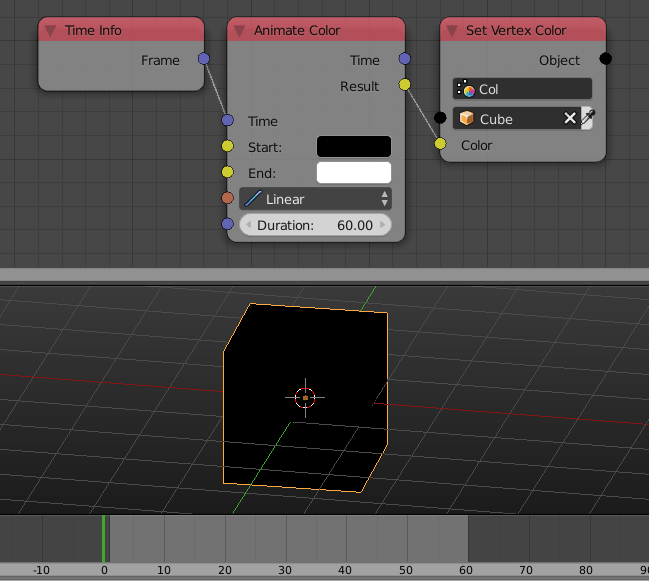 Time Info
Frame
Animate Color
Time
Result
Time
Start:
End:
Linear
Duration: 60.00
Set Vertex Color
Object
Col
Cube
Color
-10 0 10 20 30 40 50 60 70 80